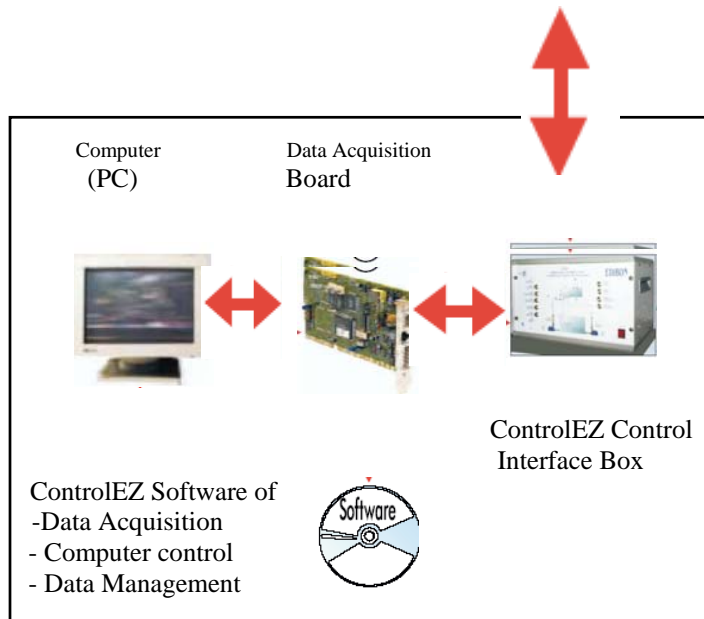 Computer
(PC)
Data Acquisition
Board
EDIBON
ControlEZ Control
Interface Box
ControlEZ Software of
-Data Acquisition
- Computer control
- Data Management
Software